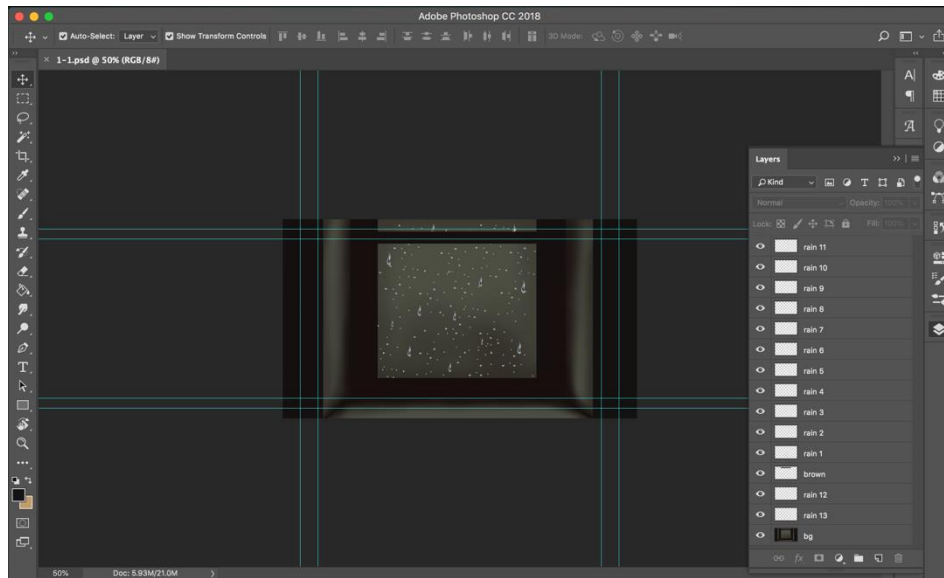 Adobe Photoshop CC 2018
Auto-Select: Layer Show Transform Controls 3D Mode:
1-1.psd @ 50% (RGB/8#)
Layers
Kind
Normal Opacity: 100%
Lock: Fill: 100%
rain 11
rain 10
rain 9
rain 8
rain 7
rain 6
rain 5
rain 4
rain 3
rain 2
rain 1
brown
rain 12
rain 13
bg
fx
50% Doc: 5.93M/21.0M